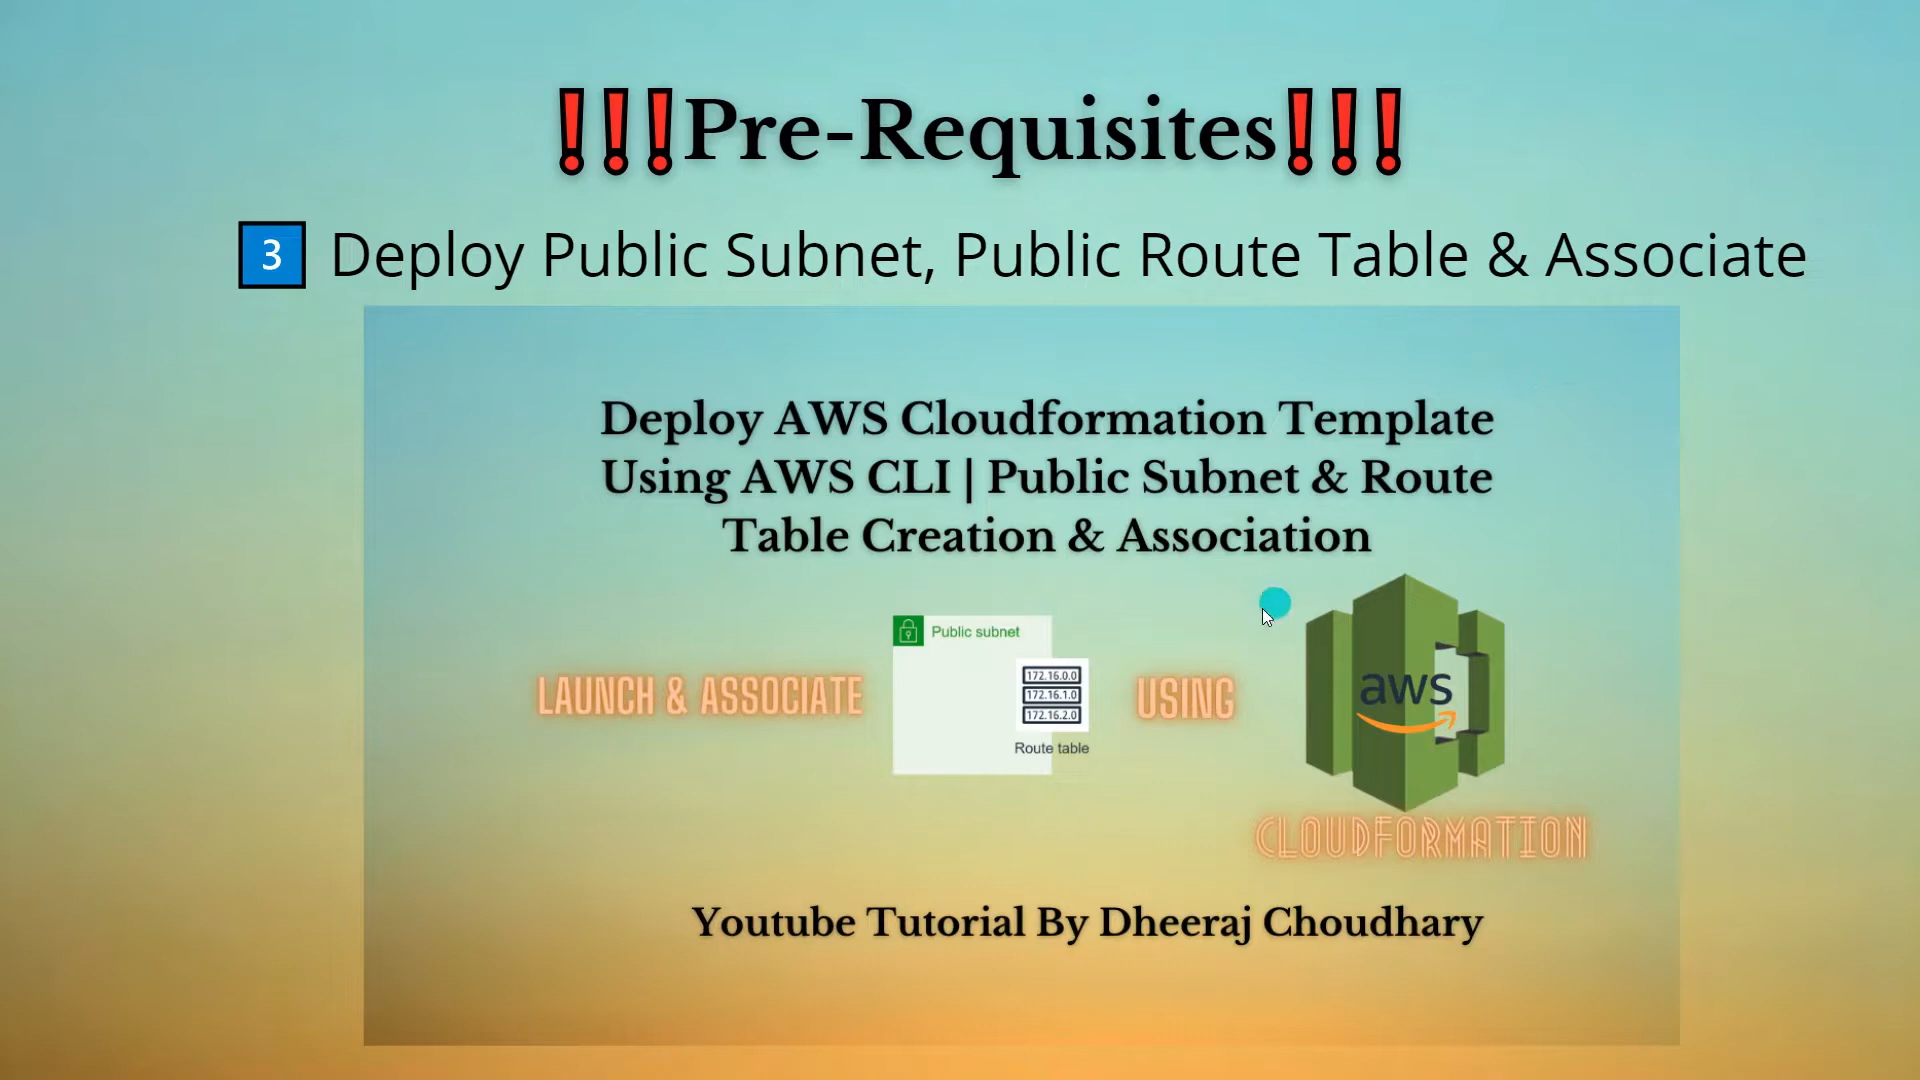 ‼️❗Pre-Requisites‼️❗
3 Deploy Public Subnet, Public Route Table & Associate
Deploy AWS Cloudformation Template
Using AWS CLI | Public Subnet & Route
Table Creation & Association
Public subnet
172.16.0.0
172.16.1.0
172.16.2.0
Route table
LAUNCH & ASSOCIATE
USING
aws
CLOUDFORMATION
Youtube Tutorial By Dheeraj Choudhary